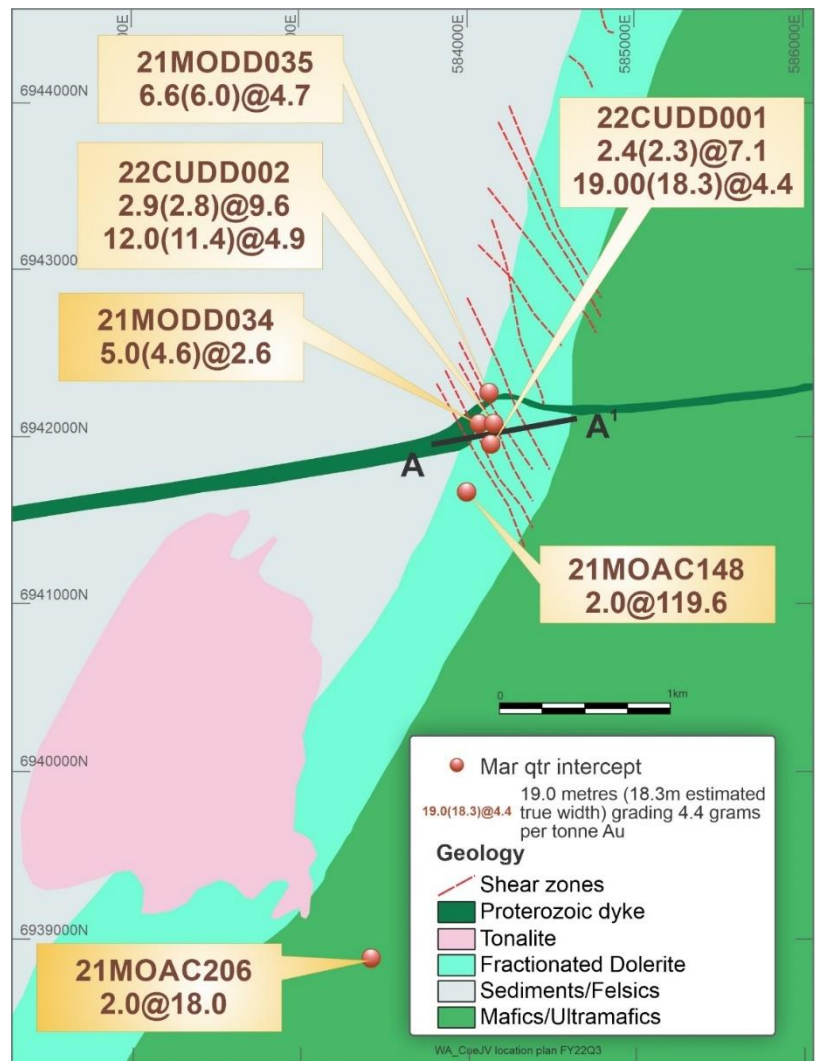 584000E
585000E
586000E
6944000N
21MODD035
6.6(6.0)@4.7
22CUDD001
2.4(2.3)@7.1
19.00(18.3)@4.4
22CUDD002
2.9(2.8)@9.6
12.0(11.4)@4.9
6943000N
21MODD034
5.0(4.6)@2.6
6942000N
A
A1
21MOAC148
2.0@119.6
6941000N
0
1km
6940000N
Mar qtr intercept
19.0(18.3)@4.4
19.0 metres (18.3m estimated
true width) grading 4.4 grams
per tonne Au
Geology
Shear zones
Proterozoic dyke
Tonalite
Fractionated Dolerite
Sediments/Felsics
Mafics/Ultramafics
6939000N
21MOAC206
2.0@18.0
WA_CueJV location plan FY22Q3